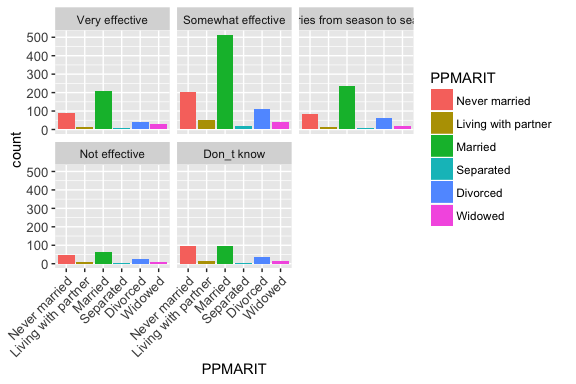 Very effective
Somewhat effective
ries from season to sea
500
400
300
200
100
0
count
Not effective
Don_t know
500
400
300
200
100
0
Never married
Living with partner
Married
Separated
Divorced
Widowed
Never married
Living with partner
Married
Separated
Divorced
Widowed
PPMARIT
PPMARIT
Never married
Living with partner
Married
Separated
Divorced
Widowed